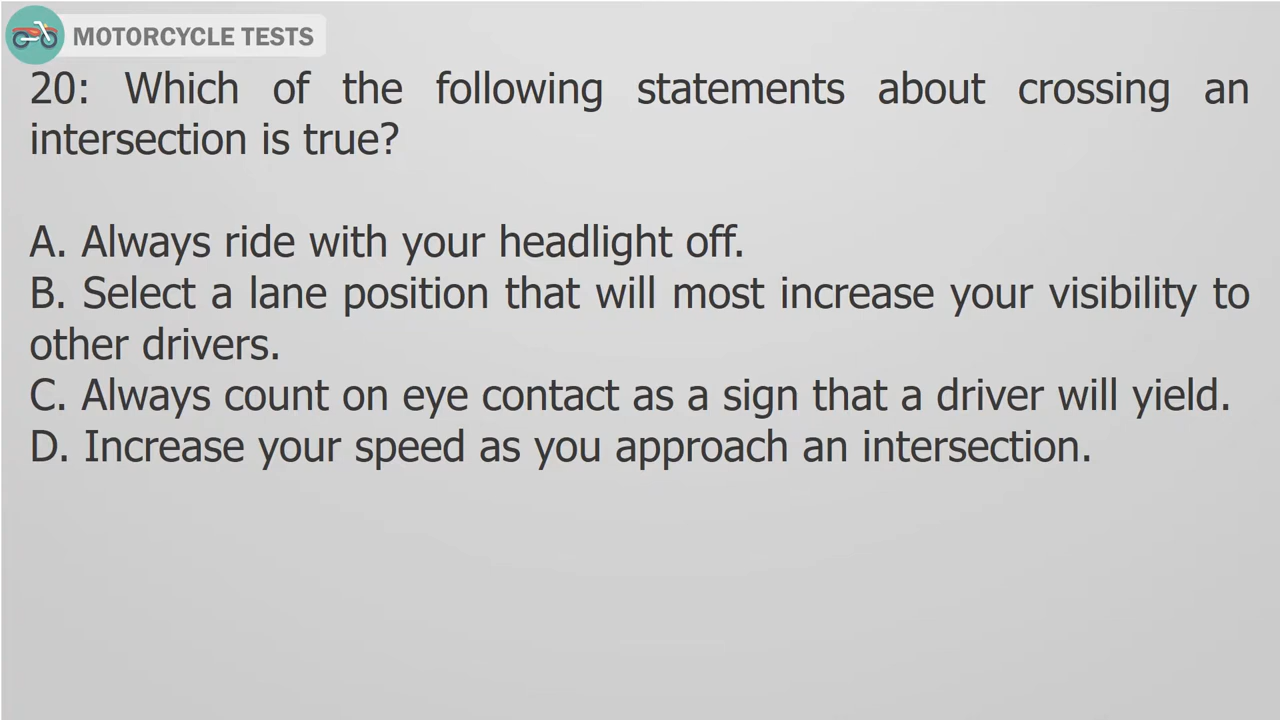 MOTORCYCLE TESTS
20: Which of the following statements about crossing an
intersection is true?
A. Always ride with your headlight off.
B. Select a lane position that will most increase your visibility to
other drivers.
C. Always count on eye contact as a sign that a driver will yield.
D. Increase your speed as you approach an intersection.